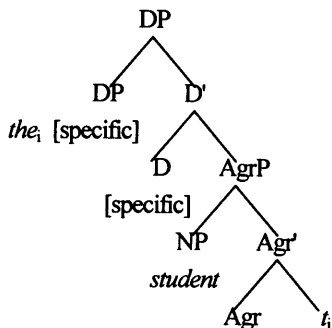 DP
DP D'
the_i [specific]
D AgrP
[specific]
NP Agr'
student
Agr t_i